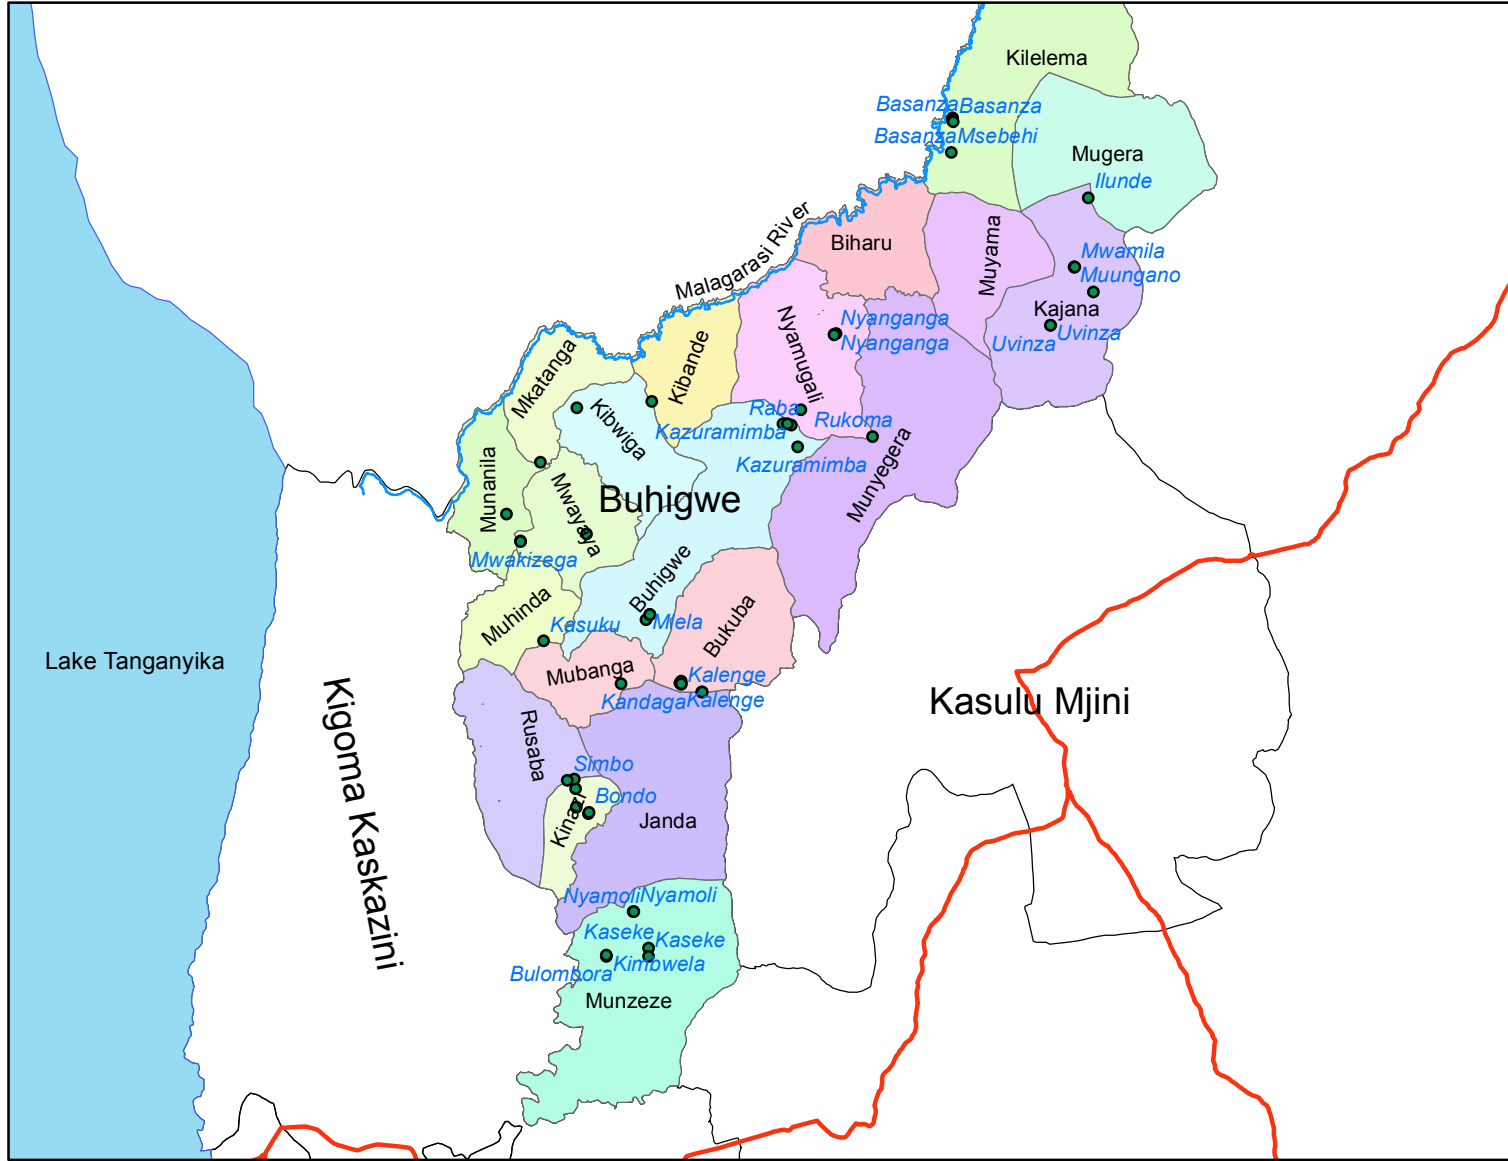 Kilelema
Basanza
Basanza
Basanza
Msebehi
Mugera
Ilunde
Malagarasi River
Biharu
Muyama
Mwamila
Muungano
Kajana
Uvinza
Uvinza
Nyamugali
Nyanganga
Nyanganga
Kibande
Mkatanga
Kibwiga
Raba
Rukoma
Kazuramimba
Kazuramimba
Munyegera
Munanila
Mwayaya
Buhigwe
Mwakizega
Buhigwe
Mlela
Bukuba
Muhinda
Kasuku
Mubanga
Kalenge
Kandaga
Kalenge
Lake Tanganyika
Kigoma Kaskazini
Kasulu Mjini
Rusaba
Simbo
Bondo
Kinazi
Janda
Nyamoli
Nyamoli
Kaseke
Kaseke
Bulombora
Kimbwela
Munzeze